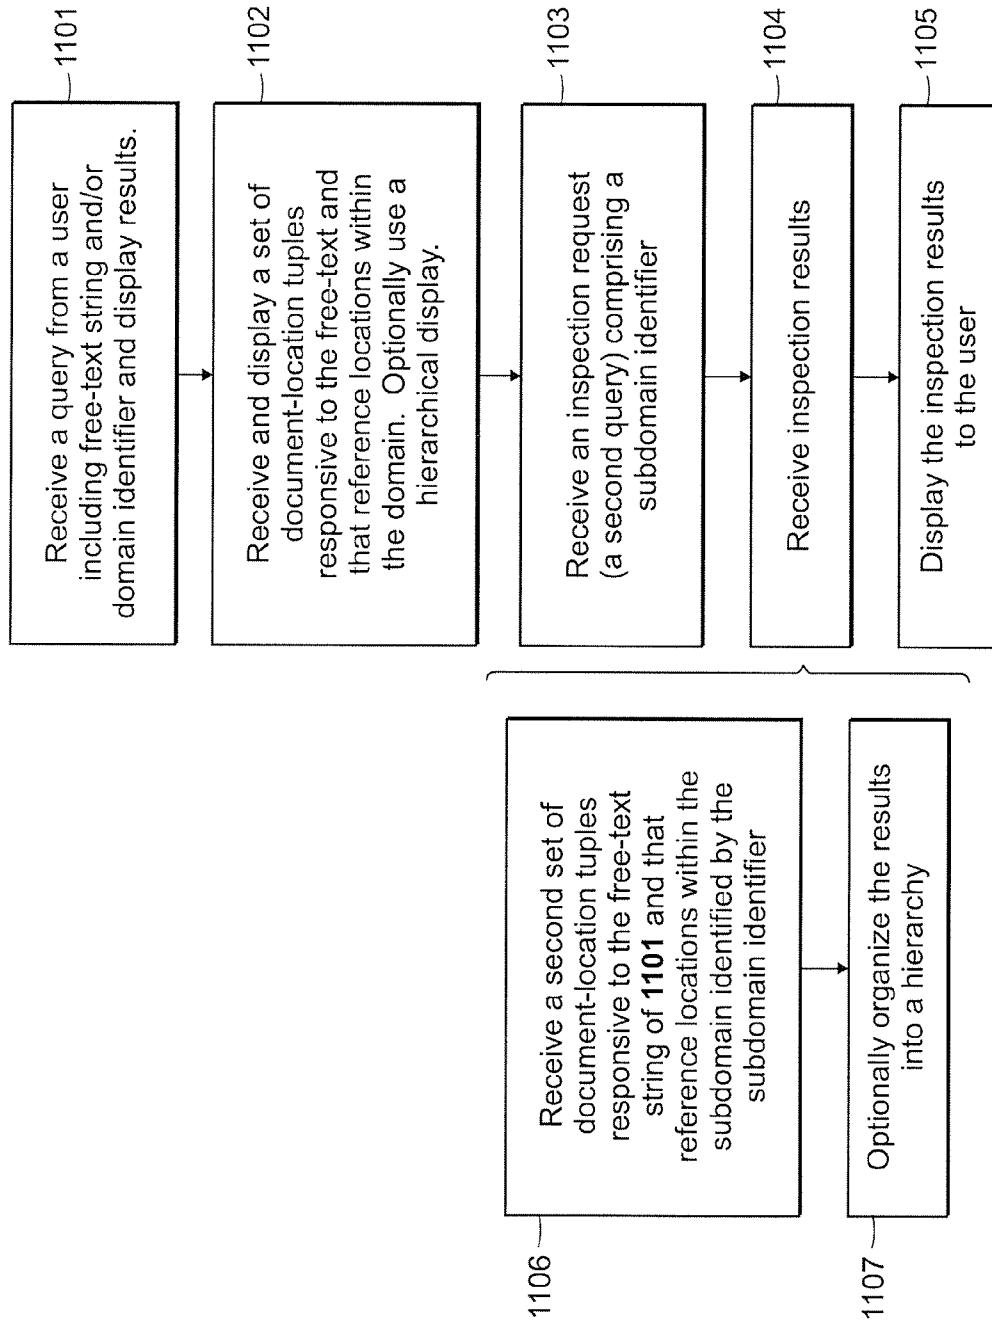 1101
Receive a query from a user
including free-text string and/or
domain identifier and display results.
1102
Receive and display a set of
document-location tuples
responsive to the free-text and
that reference locations within
the domain. Optionally use a
hierarchical display.
1103
Receive an inspection request
(a second query) comprising a
subdomain identifier
1104
Receive inspection results
1105
Display the inspection results
to the user
1106
Receive a second set of
document-location tuples
responsive to the free-text
string of 1101 and that
reference locations within the
subdomain identified by the
subdomain identifier
1107
Optionally organize the results
into a hierarchy